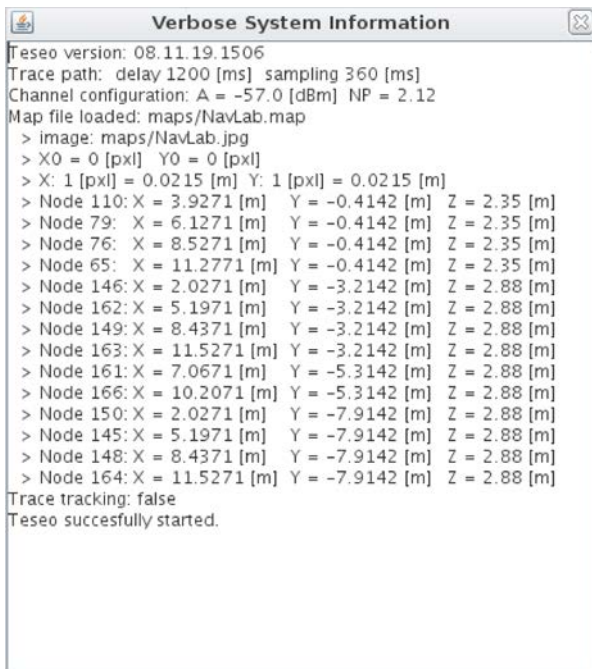 Verbose System Information
Teseo version: 08.11.19.1506
Trace path:  delay 1200 [ms]  sampling 360 [ms]
Channel configuration: A = -57.0 [dBm]  NP = 2.12
Map file loaded: maps/NavLab.map
> image: maps/NavLab.jpg
> X0 = 0 [pxl]   Y0 = 0 [pxl]
> X: 1 [pxl] = 0.0215 [m]  Y: 1 [pxl] = 0.0215 [m]
> Node 110: X = 3.9271 [m]   Y = -0.4142 [m]   Z = 2.35 [m]
> Node 79:  X = 6.1271 [m]   Y = -0.4142 [m]   Z = 2.35 [m]
> Node 76:  X = 8.5271 [m]   Y = -0.4142 [m]   Z = 2.35 [m]
> Node 65:  X = 11.2771 [m]  Y = -0.4142 [m]   Z = 2.35 [m]
> Node 146: X = 2.0271 [m]   Y = -3.2142 [m]   Z = 2.88 [m]
> Node 162: X = 5.1971 [m]   Y = -3.2142 [m]   Z = 2.88 [m]
> Node 149: X = 8.4371 [m]   Y = -3.2142 [m]   Z = 2.88 [m]
> Node 163: X = 11.5271 [m]  Y = -3.2142 [m]   Z = 2.88 [m]
> Node 161: X = 7.0671 [m]   Y = -5.3142 [m]   Z = 2.88 [m]
> Node 166: X = 10.2071 [m]  Y = -5.3142 [m]   Z = 2.88 [m]
> Node 150: X = 2.0271 [m]   Y = -7.9142 [m]   Z = 2.88 [m]
> Node 145: X = 5.1971 [m]   Y = -7.9142 [m]   Z = 2.88 [m]
> Node 148: X = 8.4371 [m]   Y = -7.9142 [m]   Z = 2.88 [m]
> Node 164: X = 11.5271 [m]  Y = -7.9142 [m]   Z = 2.88 [m]
Trace tracking: false
Teseo succesfully started.